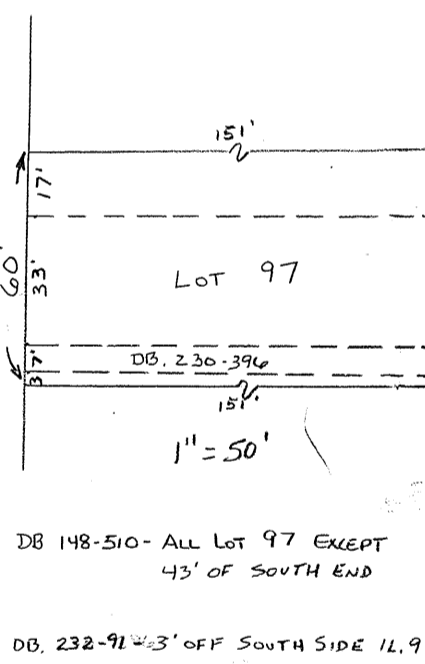 151'
17'
60'
33'
LOT 97
7'
DB. 230-396
3'
151'
1" = 50'
DB 148-510 - ALL LOT 97 EXCEPT
43' OF SOUTH END
DB. 232-91 - 3' OFF SOUTH SIDE